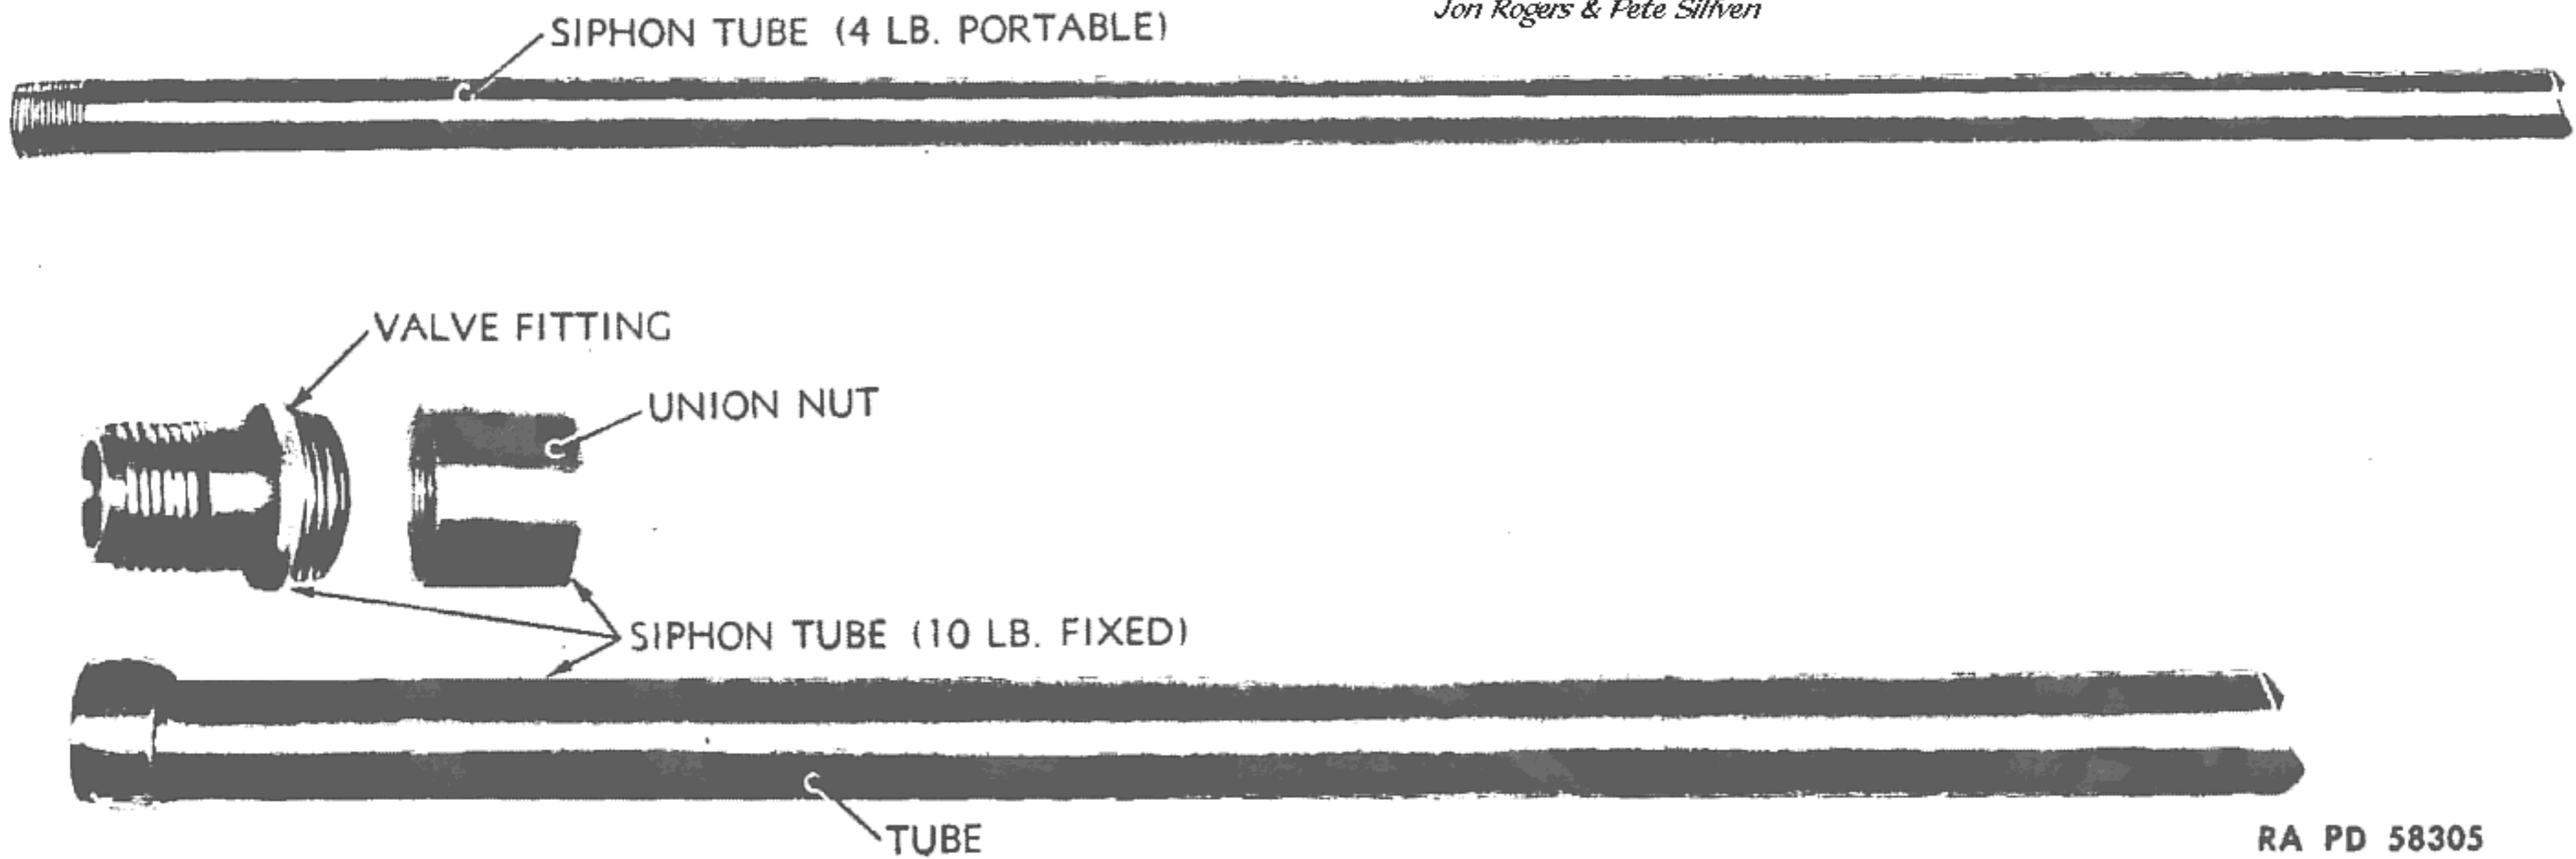 Jon Rogers & Pete Sillven
SIPHON TUBE (4 LB. PORTABLE)
VALVE FITTING
UNION NUT
SIPHON TUBE (10 LB. FIXED)
TUBE
RA PD 58305